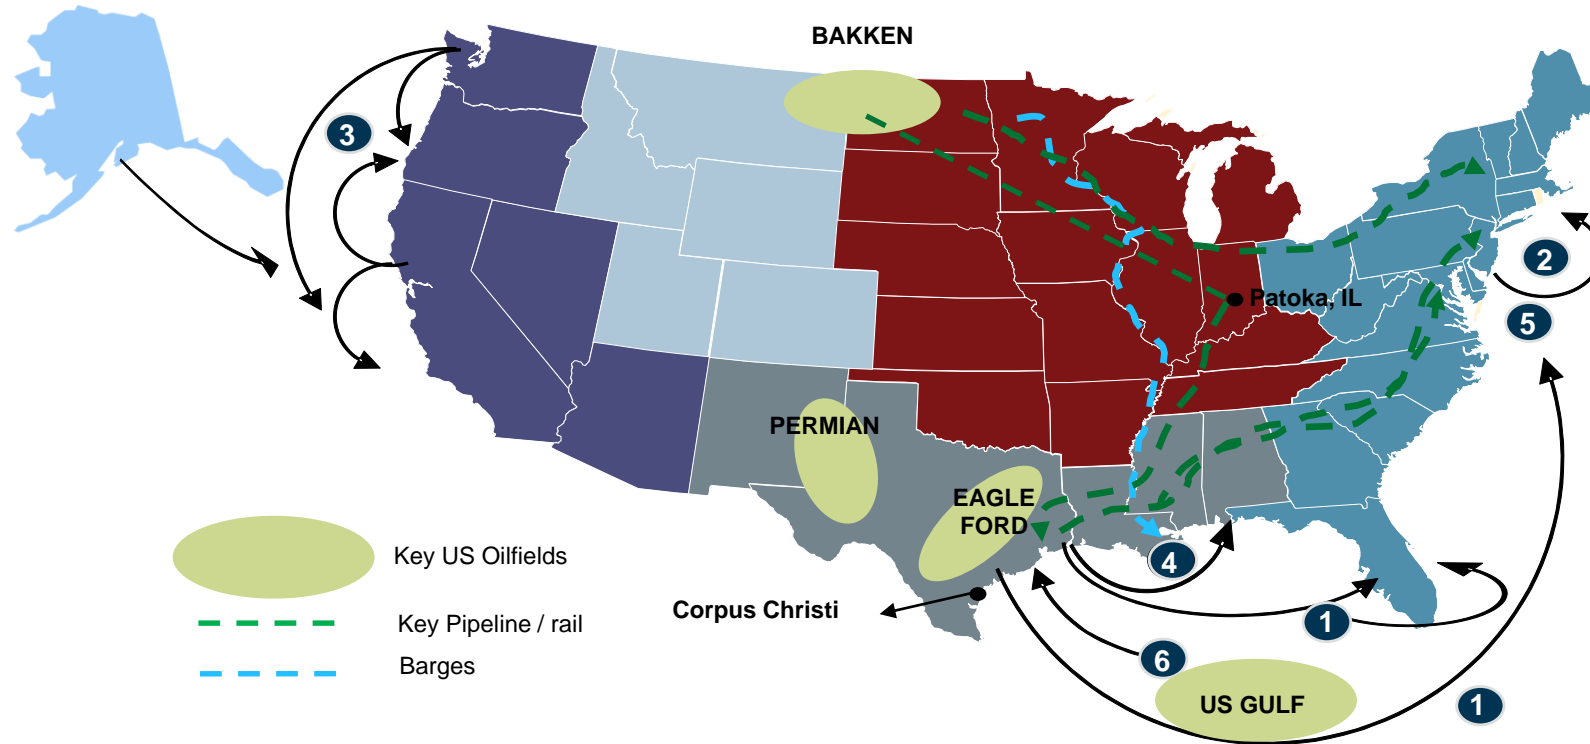 BAKKEN
3
2
Patoka, IL
5
PERMIAN
EAGLE
FORD
4
Key US Oilfields
Corpus Christi
Key Pipeline / rail
1
6
Barges
US GULF
1